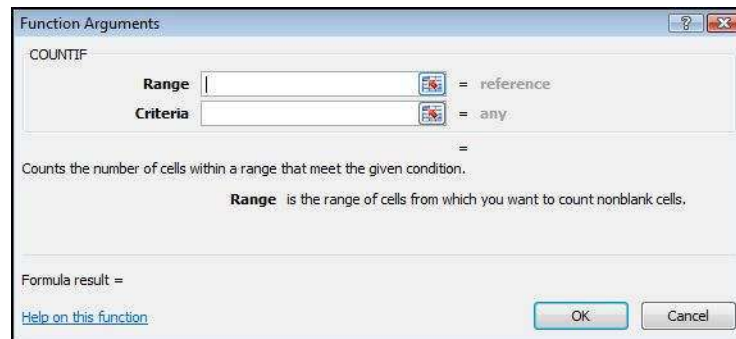 Function Arguments
COUNTIF
Range = reference
Criteria = any
=
Counts the number of cells within a range that meet the given condition.
Range is the range of cells from which you want to count nonblank cells.
Formula result =
Help on this function
OK Cancel